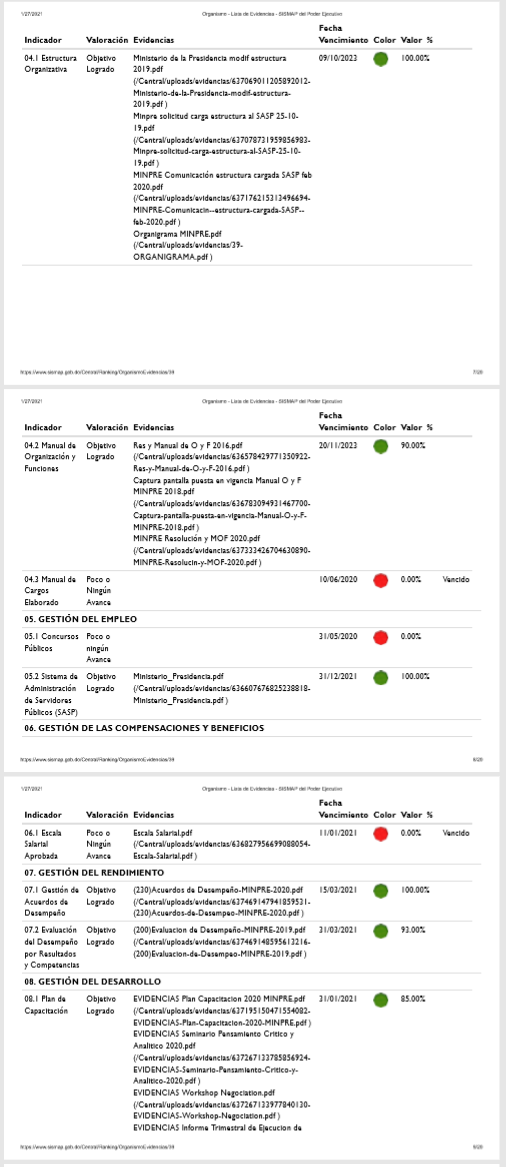 1/27/2021 Organismo - Lista de Evidencias - SISMAP del Poder Ejecutivo
Fecha
Indicador Valoración Evidencias Vencimiento Color Valor %
04.1 Estructura Objetivo Ministerio de la Presidencia modif estructura 09/10/2023 100.00%
Organizativa Logrado 2019.pdf
(/Central/uploads/evidencias/637069011205892012-
Ministerio-de-la-Presidencia-modif-estructura-
2019.pdf )
Minpre solicitud carga estructura al SASP 25-10-
19.pdf
(/Central/uploads/evidencias/637078731959856983-
Minpre-solicitud-carga-estructura-al-SASP-25-10-
19.pdf )
MINPRE Comunicación estructura cargada SASP feb
2020.pdf
(/Central/uploads/evidencias/637176215313496694-
MINPRE-Comunicacin--estructura-cargada-SASP--
feb-2020.pdf )
Organigrama MINPRE.pdf
(/Central/uploads/evidencias/39-
ORGANIGRAMA.pdf )
https://www.sismap.gob.do/Central/Ranking/OrganismoEvidencias/39 7/20
1/27/2021 Organismo - Lista de Evidencias - SISMAP del Poder Ejecutivo
Fecha
Indicador Valoración Evidencias Vencimiento Color Valor %
04.2 Manual de Objetivo Res y Manual de O y F 2016.pdf 20/11/2023 90.00%
Organización y Logrado (/Central/uploads/evidencias/636578429771350922-
Funciones Res-y-Manual-de-O-y-F-2016.pdf )
Captura pantalla puesta en vigencia Manual O y F
MINPRE 2018.pdf
(/Central/uploads/evidencias/636783094931467700-
Captura-pantalla-puesta-en-vigencia-Manual-O-y-F-
MINPRE-2018.pdf )
MINPRE Resolución y MOF 2020.pdf
(/Central/uploads/evidencias/637333426704630890-
MINPRE-Resolucin-y-MOF-2020.pdf )
04.3 Manual de Poco o 10/06/2020 0.00% Vencido
Cargos Ningún
Elaborado Avance
05. GESTIÓN DEL EMPLEO
05.1 Concursos Poco o 31/05/2020 0.00%
Públicos ningún
Avance
05.2 Sistema de Objetivo Ministerio_Presidencia.pdf 31/12/2021 100.00%
Administración Logrado (/Central/uploads/evidencias/636607676825238818-
de Servidores Ministerio_Presidencia.pdf )
Públicos (SASP)
06. GESTIÓN DE LAS COMPENSACIONES Y BENEFICIOS
https://www.sismap.gob.do/Central/Ranking/OrganismoEvidencias/39 8/20
1/27/2021 Organismo - Lista de Evidencias - SISMAP del Poder Ejecutivo
Fecha
Indicador Valoración Evidencias Vencimiento Color Valor %
06.1 Escala Poco o Escala Salarial.pdf 11/01/2021 0.00% Vencido
Salarial Ningún (/Central/uploads/evidencias/636827956699088054-
Aprobada Avance Escala-Salarial.pdf )
07. GESTIÓN DEL RENDIMIENTO
07.1 Gestión de Objetivo (230)Acuerdos de Desempeño-MINPRE-2020.pdf 15/03/2021 100.00%
Acuerdos de Logrado (/Central/uploads/evidencias/637469147941859531-
Desempeño (230)Acuerdos-de-Desempeo-MINPRE-2020.pdf )
07.2 Evaluación Objetivo (200)Evaluacion de Desempeño-MINPRE-2019.pdf 31/03/2021 93.00%
del Desempeño Logrado (/Central/uploads/evidencias/637469148595613216-
por Resultados (200)Evaluacion-de-Desempeo-MINPRE-2019.pdf )
y Competencias
08. GESTIÓN DEL DESARROLLO
08.1 Plan de Objetivo EVIDENCIAS Plan Capacitacion 2020 MINPRE.pdf 31/01/2021 85.00%
Capacitación Logrado (/Central/uploads/evidencias/637195150471554082-
EVIDENCIAS-Plan-Capacitacion-2020-MINPRE.pdf )
EVIDENCIAS Seminario Pensamiento Critico y
Analitico 2020.pdf
(/Central/uploads/evidencias/637267133785856924-
EVIDENCIAS-Seminario-Pensamiento-Critico-y-
Analitico-2020.pdf )
EVIDENCIAS Workshop Negociation.pdf
(/Central/uploads/evidencias/637267133977840130-
EVIDENCIAS-Workshop-Negociation.pdf )
EVIDENCIAS Informe Trimestral de Ejecucion de
https://www.sismap.gob.do/Central/Ranking/OrganismoEvidencias/39 9/20